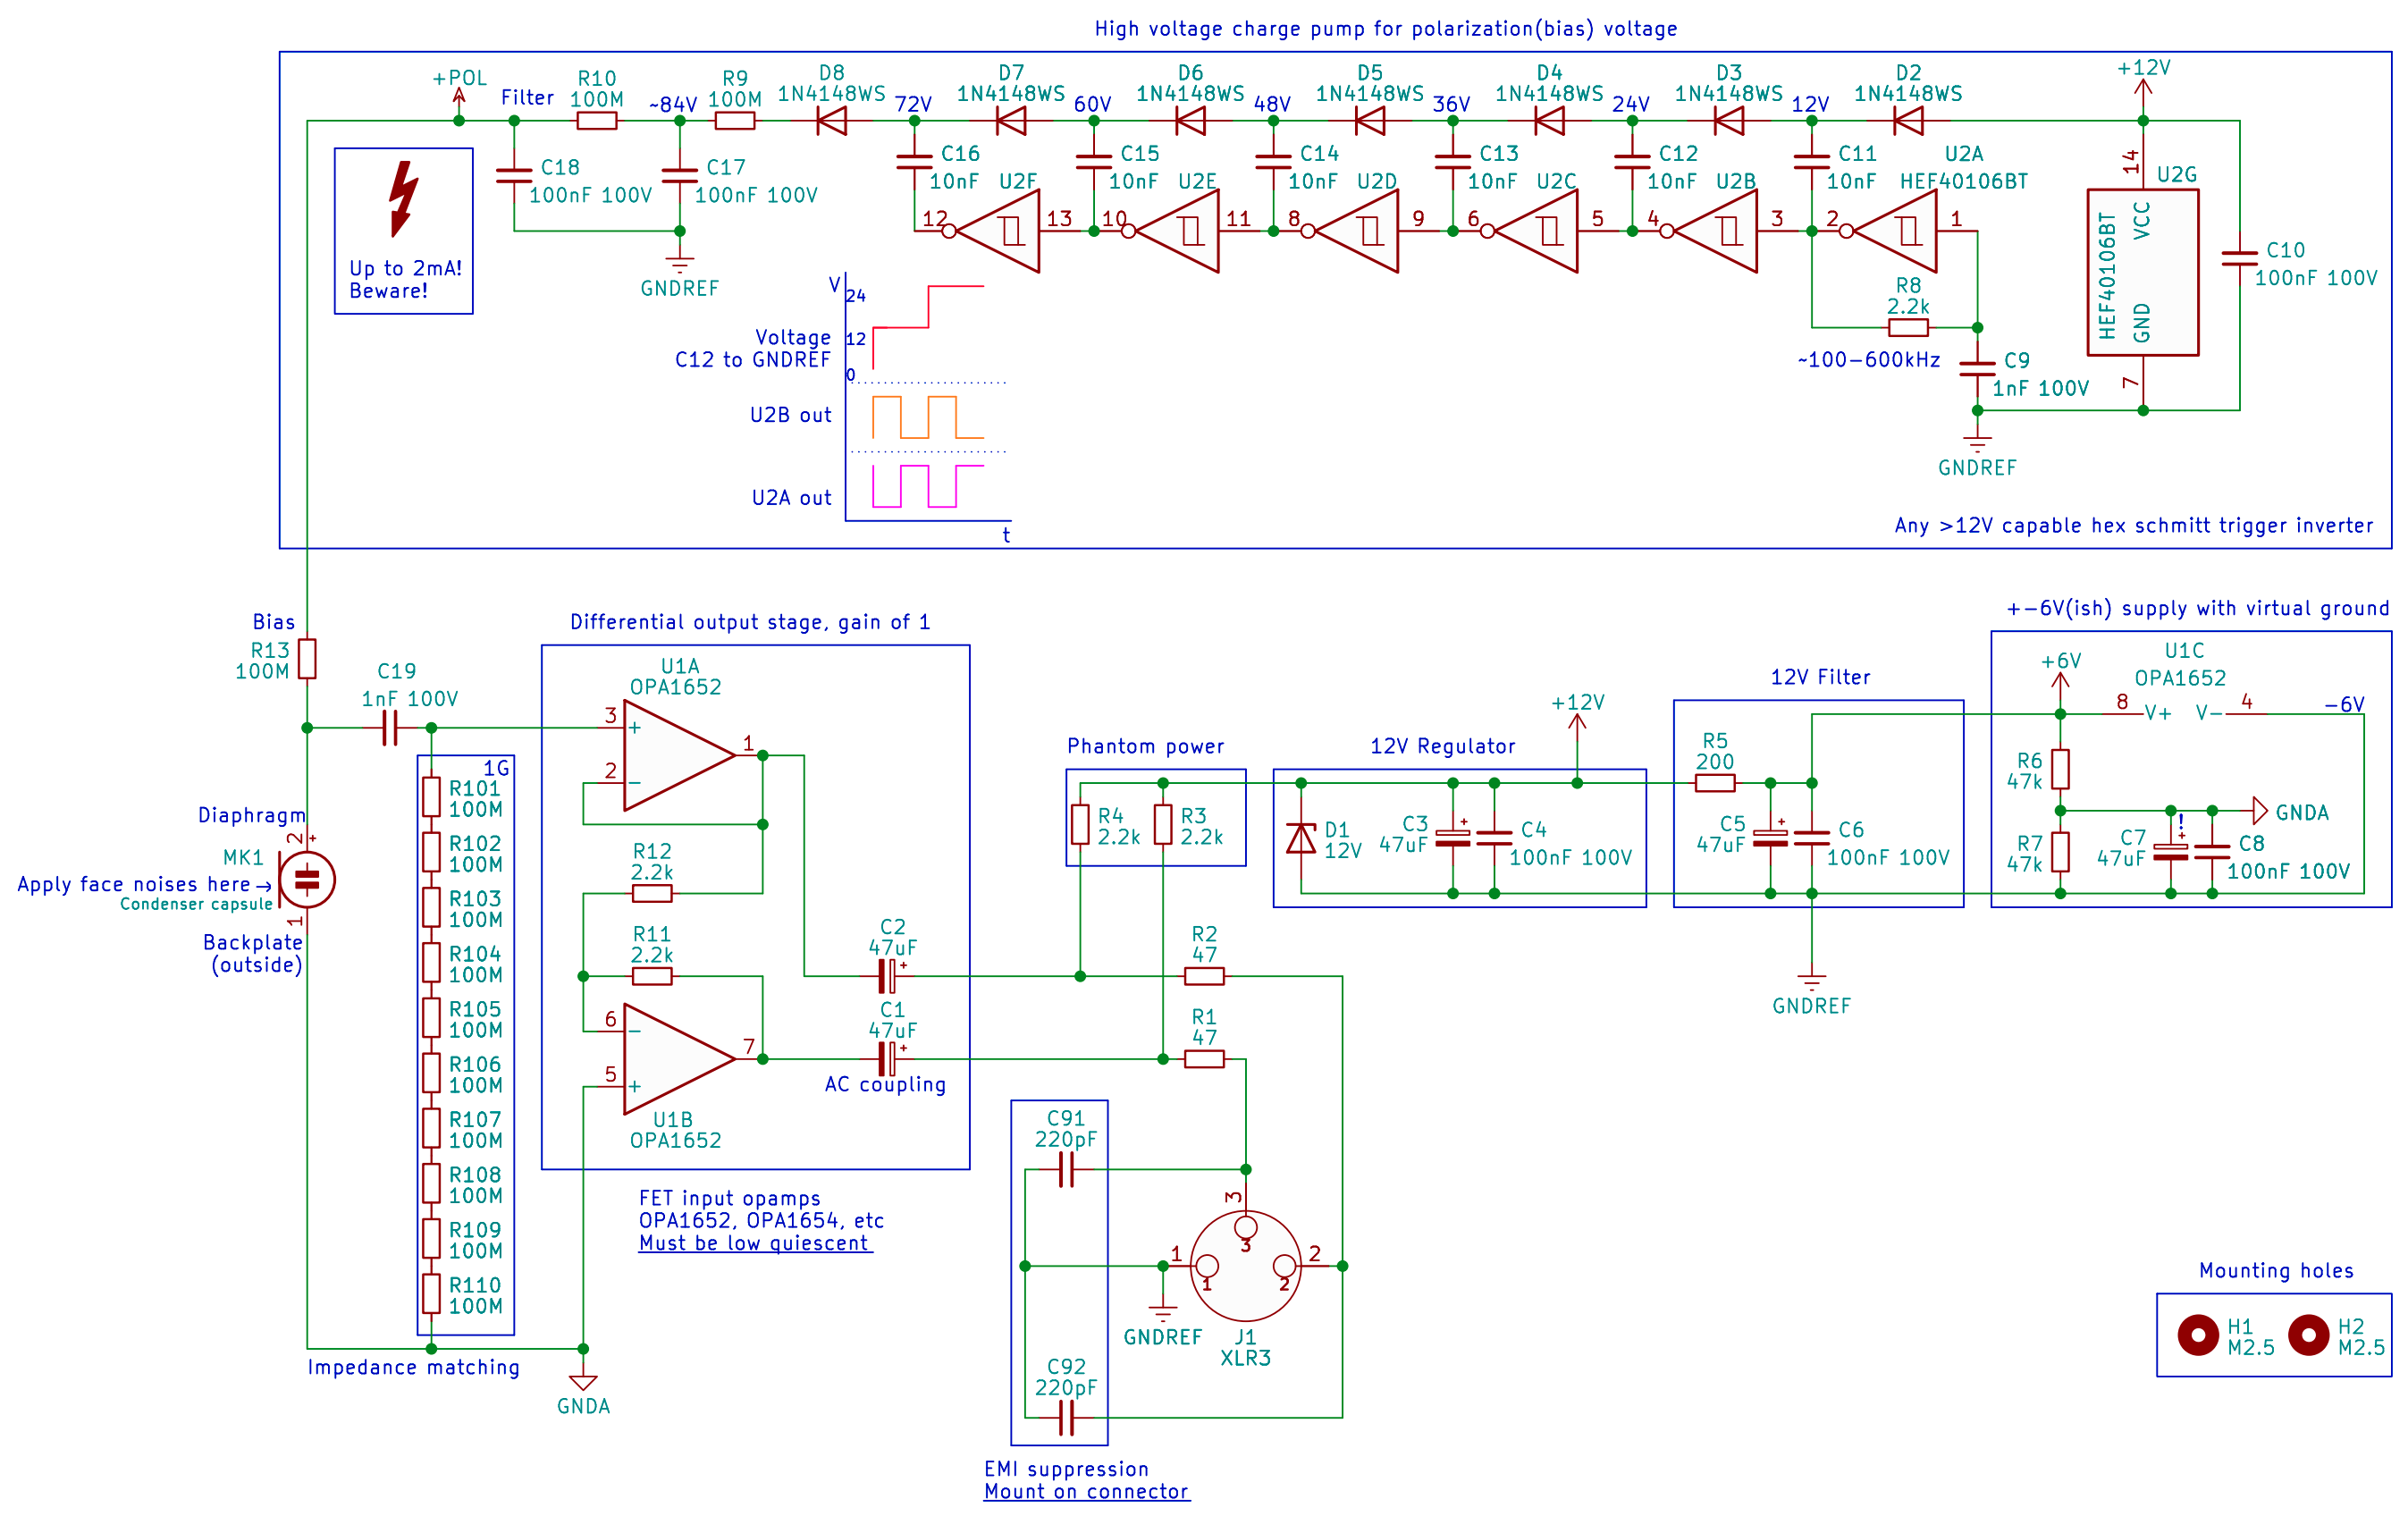 High voltage charge pump for polarization(bias) voltage
+POL
Filter
R10
100M
~84V
R9
100M
D8
1N4148WS
72V
D7
1N4148WS
60V
D6
1N4148WS
48V
D5
1N4148WS
36V
D4
1N4148WS
24V
D3
1N4148WS
12V
D2
1N4148WS
+12V
C18
100nF 100V
C17
100nF 100V
GNDREF
C16
10nF
U2F
12
13
C15
10nF
U2E
10
11
C14
10nF
U2D
8
9
C13
10nF
U2C
6
5
C12
10nF
U2B
4
3
C11
10nF
U2A
HEF40106BT
2
1
14
U2G
HEF40106BT
VCC
GND
7
C10
100nF 100V
R8
2.2k
~100-600kHz
C9
1nF 100V
GNDREF
Up to 2mA!
Beware!
V
24
12
0
Voltage
C12 to GNDREF
U2B out
U2A out
t
Any >12V capable hex schmitt trigger inverter
Bias
R13
100M
C19
1nF 100V
Diaphragm
2
+
MK1
Apply face noises here→
Condenser capsule
1
Backplate
(outside)
1G
R101
100M
R102
100M
R103
100M
R104
100M
R105
100M
R106
100M
R107
100M
R108
100M
R109
100M
R110
100M
Impedance matching
GNDA
Differential output stage, gain of 1
U1A
OPA1652
3
+
2
-
1
R12
2.2k
R11
2.2k
6
-
5
+
7
U1B
OPA1652
C2
47uF
+
C1
47uF
+
AC coupling
FET input opamps
OPA1652, OPA1654, etc
Must be low quiescent
Phantom power
R4
2.2k
R3
2.2k
R2
47
R1
47
12V Regulator
+12V
D1
12V
C3
47uF
+
C4
100nF 100V
12V Filter
R5
200
C5
47uF
+
C6
100nF 100V
GNDREF
+-6V(ish) supply with virtual ground
+6V
U1C
OPA1652
8
V+
V-
4
-6V
R6
47k
R7
47k
GNDA
!
C7
47uF
+
C8
100nF 100V
C91
220pF
C92
220pF
3
3
1
1
2
2
GNDREF
J1
XLR3
EMI suppression
Mount on connector
Mounting holes
H1
M2.5
H2
M2.5